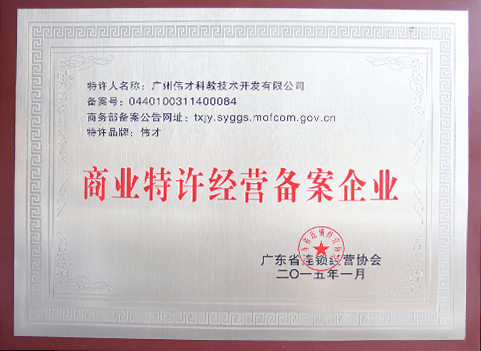 特许人名称：广州伟才科教技术开发有限公司
备案号：0440100311400084
商务部备案公告网址：txjy.syggs.mofcom.gov.cn
特许品牌：伟才
商业特许经营备案企业
广东省连锁经营协会
二〇一五年一月